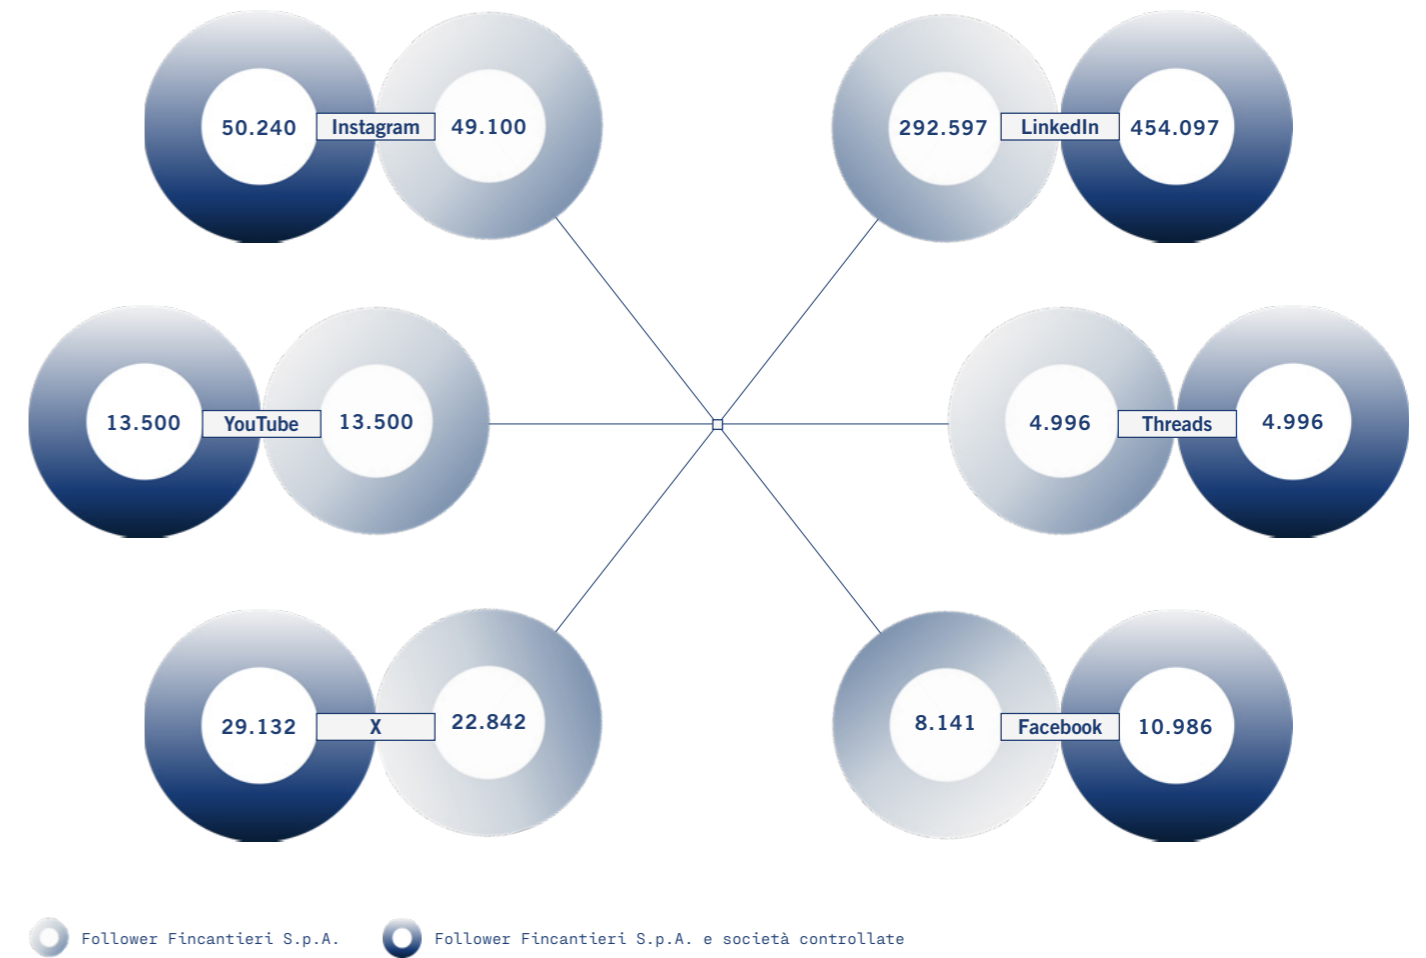 50.240 Instagram 49.100
292.597 LinkedIn 454.097
13.500 YouTube 13.500
4.996 Threads 4.996
29.132 X 22.842
8.141 Facebook 10.986
Follower Fincantieri S.p.A.
Follower Fincantieri S.p.A. e società controllate